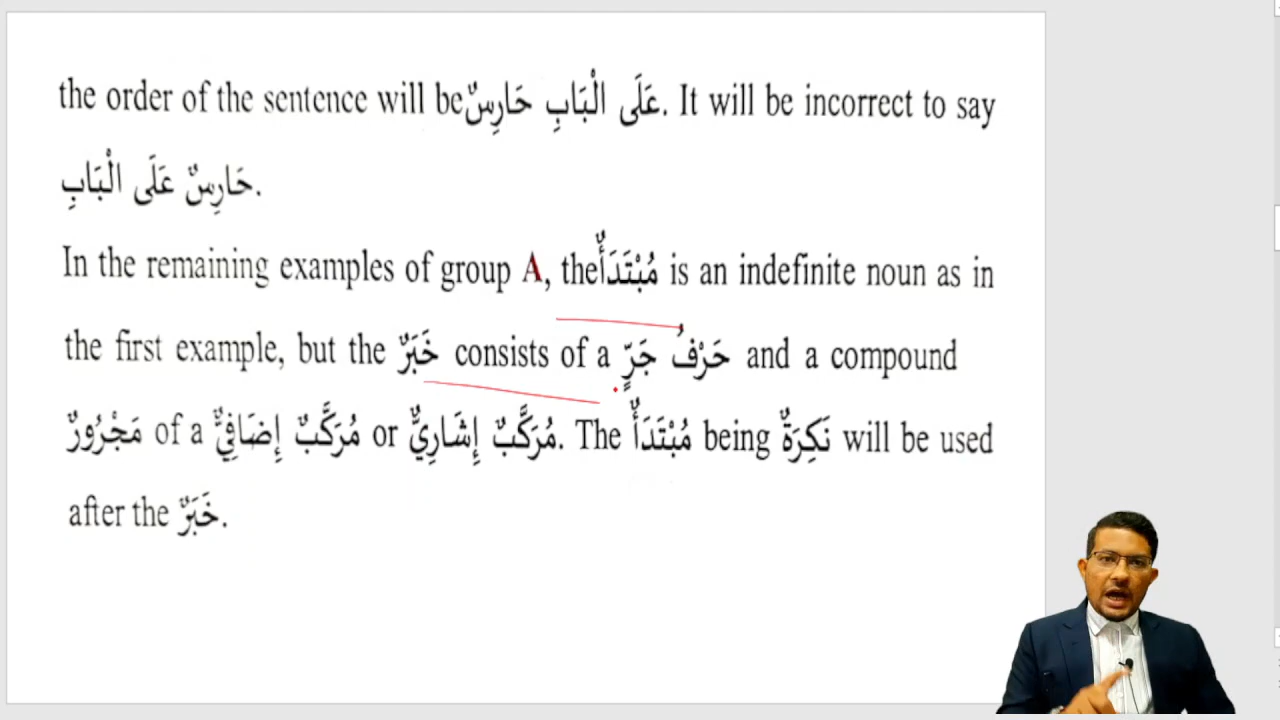 the order of the sentence will be عَلَى الْبَابِ حَارِسٌ. It will be incorrect to say
حَارِسٌ عَلَى الْبَابِ.
In the remaining examples of group A, the مُبْتَدَأٌ is an indefinite noun as in
the first example, but the خَبَرٌ consists of a حَرْفُ جَرٍّ and a compound
مَجْرُورٌ of a مُرَكَّبٌ إِضَافِيٌّ or مُرَكَّبٌ إِشَارِيٌّ. The مُبْتَدَأٌ being نَكِرَةٌ will be used
after the خَبَرٌ.